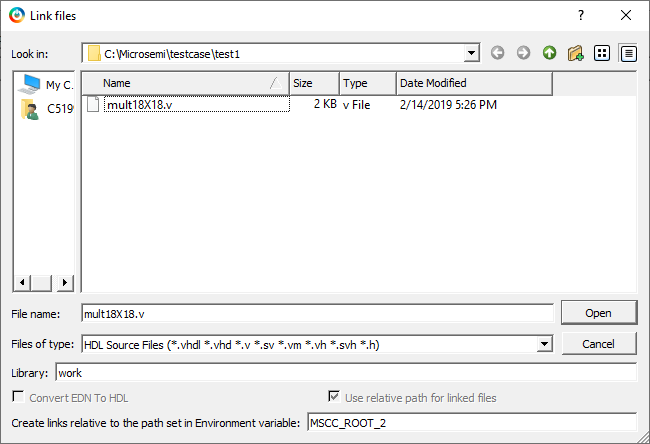 Link files
?
Look in: C:\Microsemi\testcase\test1
My C
C519
Name Size Type Date Modified
mult18X18.v 2 KB v File 2/14/2019 5:26 PM
File name: mult18X18.v Open
Files of type: HDL Source Files (*.vhdl *.vhd *.v *.sv *.vm *.vh *.svh *.h) Cancel
Library: work
Convert EDN To HDL Use relative path for linked files
Create links relative to the path set in Environment variable: MSCC_ROOT_2